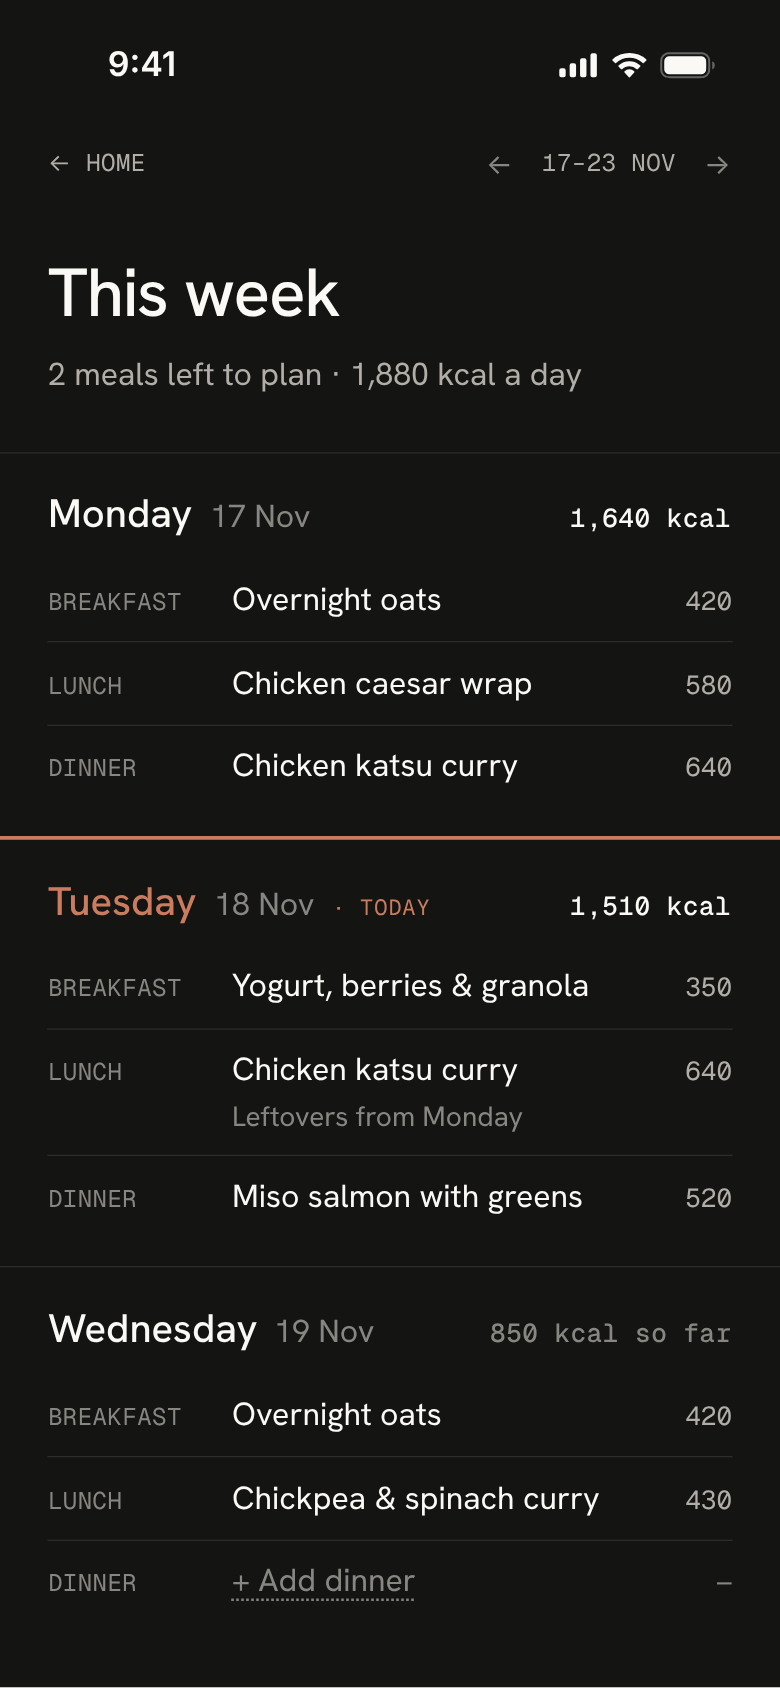 9:41
← HOME ← 17–23 NOV →
This week
2 meals left to plan · 1,880 kcal a day
Monday 17 Nov 1,640 kcal
BREAKFAST Overnight oats 420
LUNCH Chicken caesar wrap 580
DINNER Chicken katsu curry 640
Tuesday 18 Nov · TODAY 1,510 kcal
BREAKFAST Yogurt, berries & granola 350
LUNCH Chicken katsu curry 640
Leftovers from Monday
DINNER Miso salmon with greens 520
Wednesday 19 Nov 850 kcal so far
BREAKFAST Overnight oats 420
LUNCH Chickpea & spinach curry 430
DINNER + Add dinner –